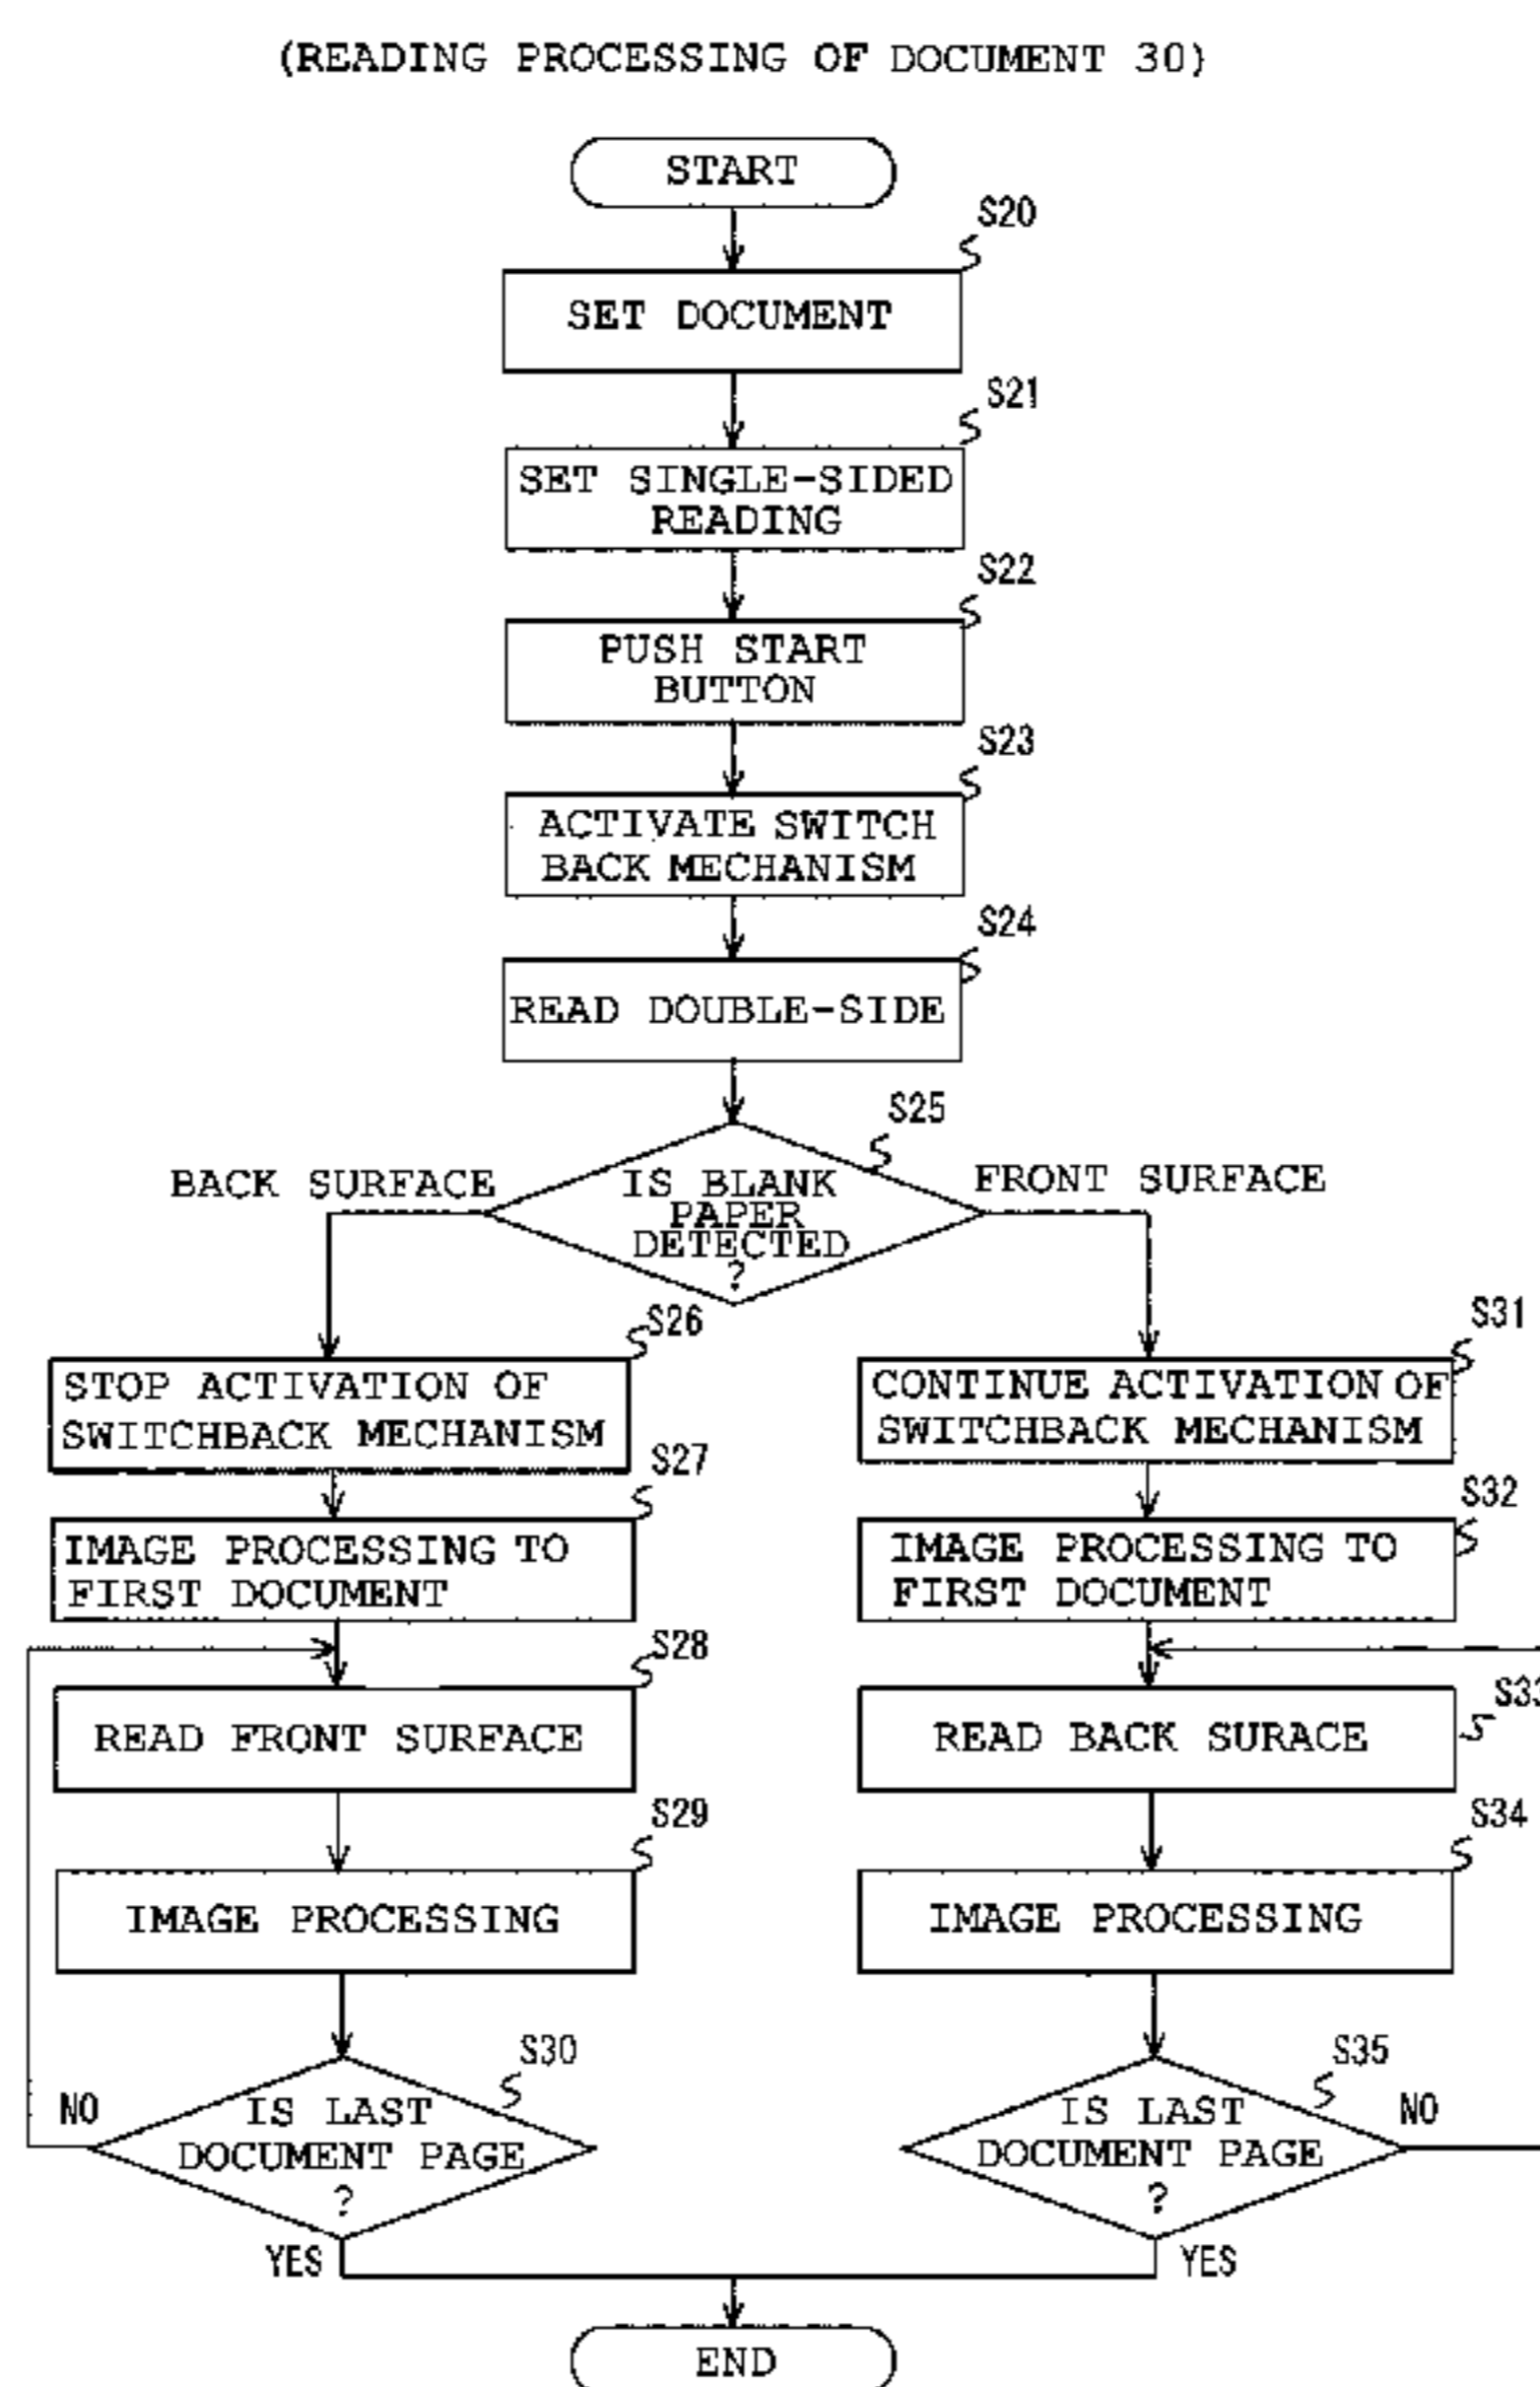 (READING PROCESSING OF DOCUMENT 30)
START
S20
SET DOCUMENT
S21
SET SINGLE-SIDED
READING
S22
PUSH START
BUTTON
S23
ACTIVATE SWITCH
BACK MECHANISM
S24
READ DOUBLE-SIDE
S25
BACK SURFACE
IS BLANK
PAPER
DETECTED
?
FRONT SURFACE
S26
STOP ACTIVATION OF
SWITCHBACK MECHANISM
S27
IMAGE PROCESSING TO
FIRST DOCUMENT
S28
READ FRONT SURFACE
S29
IMAGE PROCESSING
S30
NO
IS LAST
DOCUMENT PAGE
?
YES
S31
CONTINUE ACTIVATION OF
SWITCHBACK MECHANISM
S32
IMAGE PROCESSING TO
FIRST DOCUMENT
S33
READ BACK SURACE
S34
IMAGE PROCESSING
S35
IS LAST
DOCUMENT PAGE
?
NO
YES
END